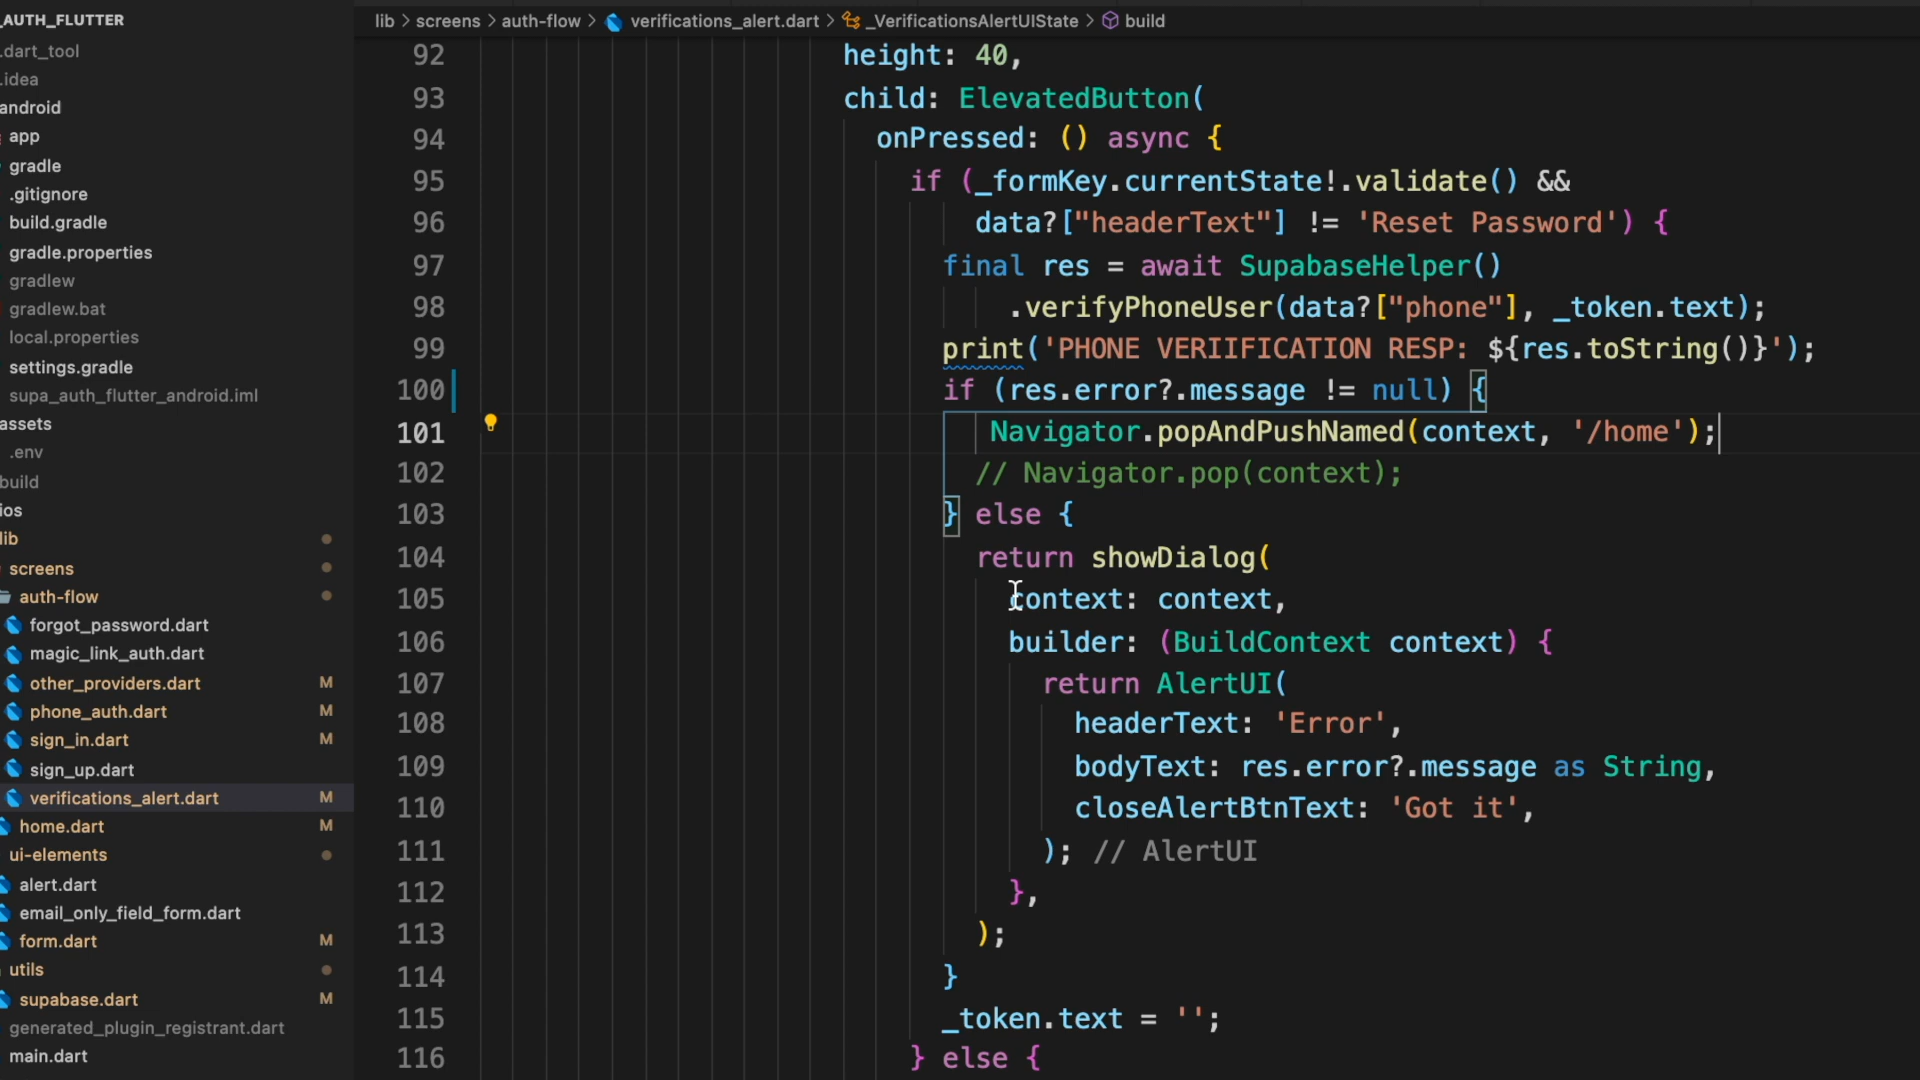 _AUTH_FLUTTER
.dart_tool
.idea
android
app
gradle
.gitignore
build.gradle
gradle.properties
gradlew
gradlew.bat
local.properties
settings.gradle
supa_auth_flutter_android.iml
assets
.env
build
ios
lib
screens
auth-flow
forgot_password.dart
magic_link_auth.dart
other_providers.dart M
phone_auth.dart M
sign_in.dart M
sign_up.dart
verifications_alert.dart M
home.dart M
ui-elements
alert.dart
email_only_field_form.dart
form.dart M
utils
supabase.dart M
generated_plugin_registrant.dart
main.dart
lib > screens > auth-flow > verifications_alert.dart > _VerificationsAlertUIState > build
92 height: 40,
93 child: ElevatedButton(
94 onPressed: () async {
95 if (_formKey.currentState!.validate() &&
96 data?["headerText"] != 'Reset Password') {
97 final res = await SupabaseHelper()
98 .verifyPhoneUser(data?["phone"], _token.text);
99 print('PHONE VERIIFICATION RESP: ${res.toString()}');
100 if (res.error?.message != null) {
101 Navigator.popAndPushNamed(context, '/home');
102 // Navigator.pop(context);
103 } else {
104 return showDialog(
105 context: context,
106 builder: (BuildContext context) {
107 return AlertUI(
108 headerText: 'Error',
109 bodyText: res.error?.message as String,
110 closeAlertBtnText: 'Got it',
111 ); // AlertUI
112 },
113 );
114 }
115 _token.text = '';
116 } else {